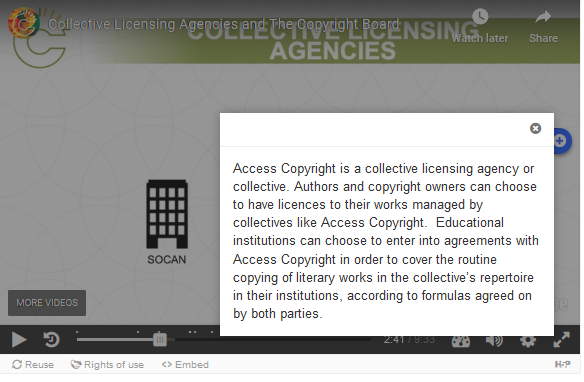 Collective Licensing Agencies and The Copyright Board
COLLECTIVE LICENSING
AGENCIES
Watch later
Share
Access Copyright is a collective licensing agency or
collective. Authors and copyright owners can choose
to have licences to their works managed by
collectives like Access Copyright.  Educational
institutions can choose to enter into agreements with
Access Copyright in order to cover the routine
copying of literary works in the collective's repertoire
in their institutions, according to formulas agreed on
by both parties.
SOCAN
MORE VIDEOS
2:41 / 9:33
Reuse
Rights of use
<> Embed
H-P